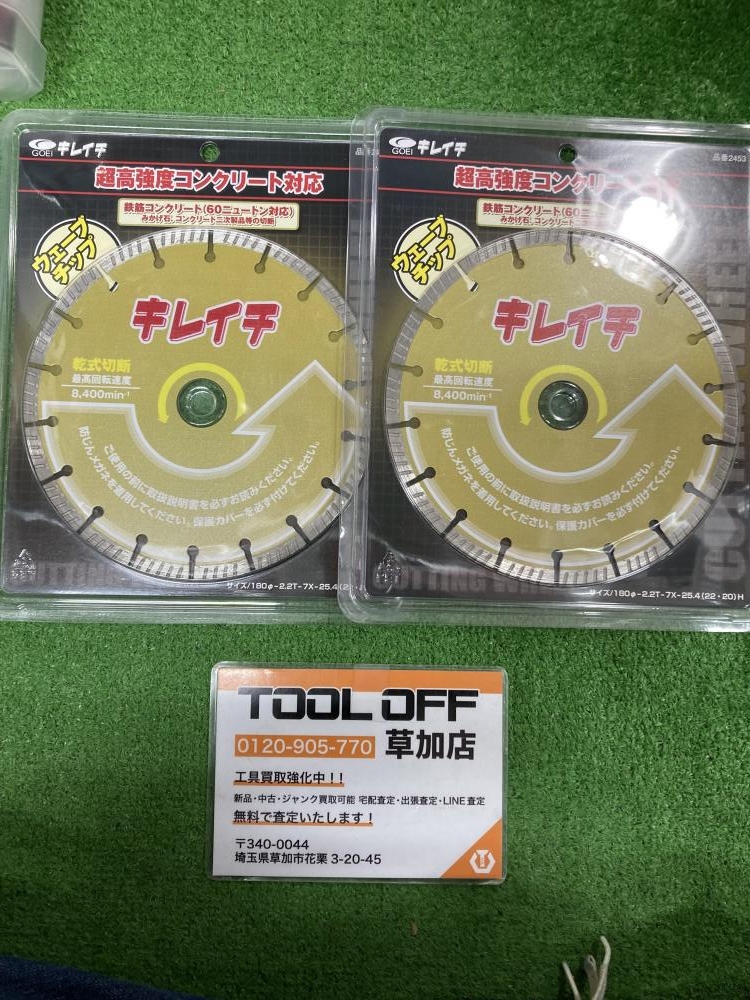 GOEI キレイチ
超高強度コンクリート対応
鉄筋コンクリート(60ニュートン対応)
みかげ石、コンクリート二次製品等の切断
ウェーブ
チップ
キレイチ
乾式切断
最高回転速度
8,400min⁻¹
ご使用の前に取扱説明書を必ずお読みください。
防じんメガネを着用してください。保護カバーを必ず付けてください。
サイズ/180φ-2.2T-7X-25.4(22・
GOEI キレイチ
品番2453
超高強度コンクリート
鉄筋コンクリート(60ニ
みかげ石、コンクリート
ウェーブ
チップ
キレイチ
乾式切断
最高回転速度
8,400min⁻¹
ご使用の前に取扱説明書を必ずお読みください。
防じんメガネを着用してください。保護カバーを必ず付けてください。
サイズ/180φ-2.2T-7X-25.4(22・20)H
TOOL OFF
0120-905-770 草加店
工具買取強化中!!
新品・中古・ジャンク買取可能 宅配査定・出張査定・LINE査定
無料で査定いたします!
〒340-0044
埼玉県草加市花栗3-20-45